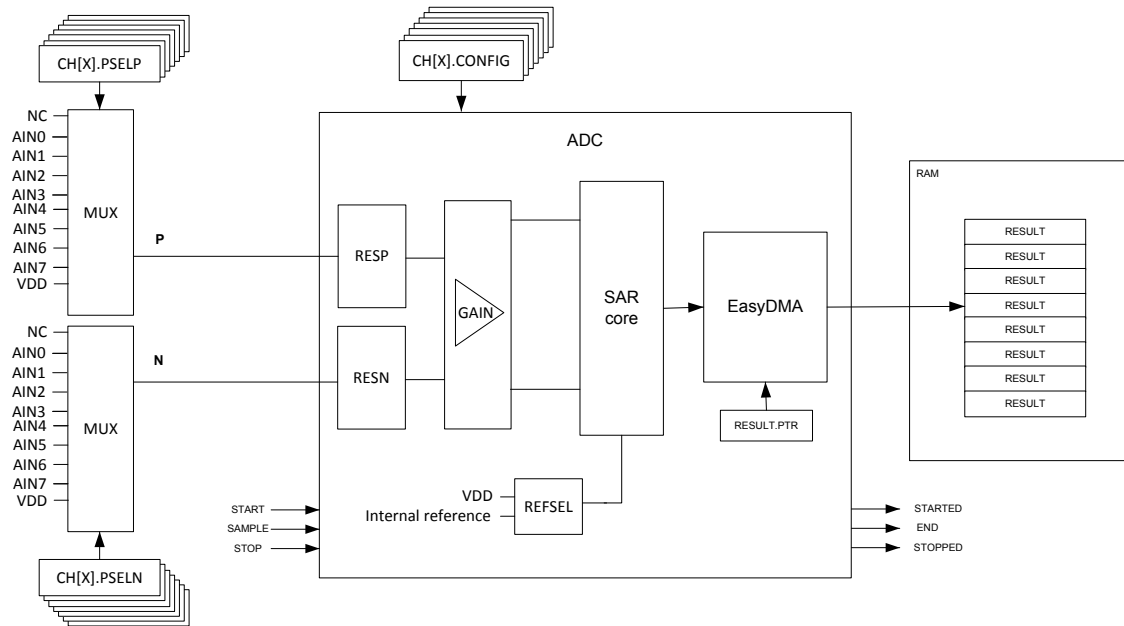 CH[X].PSELP
CH[X].CONFIG
NC
AIN0
AIN1
AIN2
AIN3
AIN4
AIN5
AIN6
AIN7
VDD
MUX
P
NC
AIN0
AIN1
AIN2
AIN3
AIN4
AIN5
AIN6
AIN7
VDD
MUX
N
CH[X].PSELN
ADC
RESP
RESN
GAIN
SAR
core
EasyDMA
RESULT.PTR
VDD
Internal reference
REFSEL
START
SAMPLE
STOP
STARTED
END
STOPPED
RAM
RESULT
RESULT
RESULT
RESULT
RESULT
RESULT
RESULT
RESULT